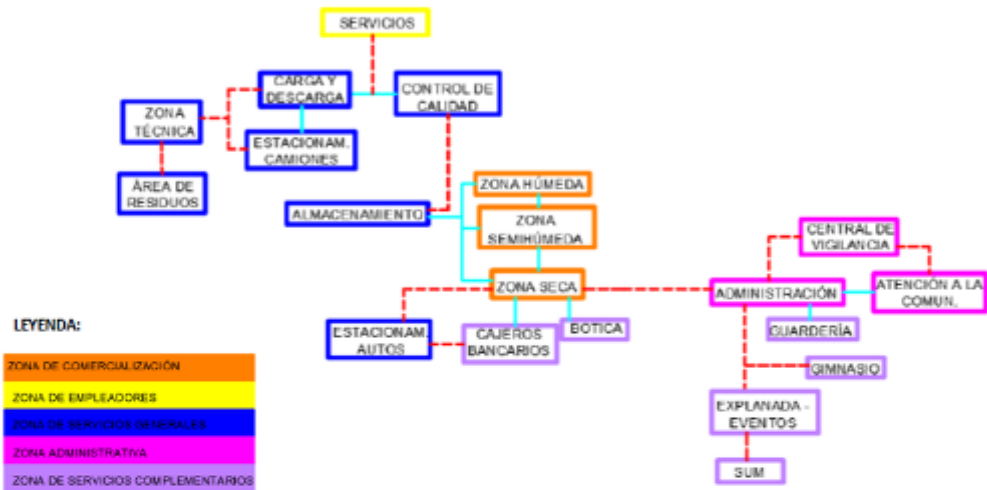 SERVICIOS
CARGA Y
DESCARGA
CONTROL DE
CALIDAD
ZONA
TÉCNICA
ESTACIONAM.
CAMIONES
ÁREA DE
RESIDUOS
ZONA HÚMEDA
ALMACENAMIENTO
ZONA
SEMIHÚMEDA
CENTRAL DE
VIGILANCIA
ZONA SECA
ADMINISTRACIÓN
ATENCIÓN A LA
COMUN.
ESTACIONAM.
AUTOS
CAJEROS
BANCARIOS
BOTICA
GUARDERÍA
GIMNASIO
EXPLANADA -
EVENTOS
SUM
LEYENDA:
ZONA DE COMERCIALIZACIÓN
ZONA DE EMPLEADORES
ZONA DE SERVICIOS GENERALES
ZONA ADMINISTRATIVA
ZONA DE SERVICIOS COMPLEMENTARIOS